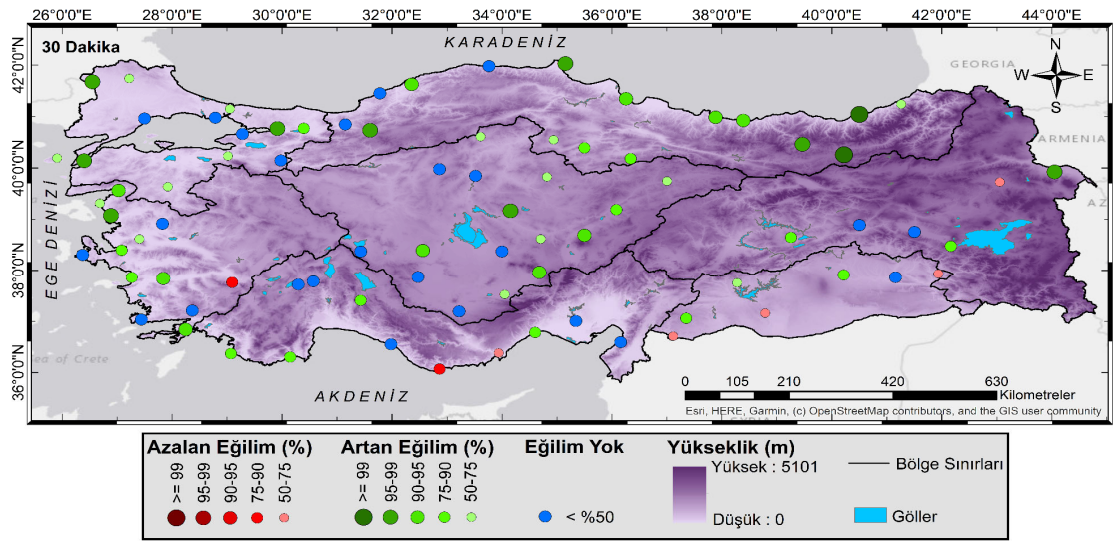 26°0'0"E 28°0'0"E 30°0'0"E 32°0'0"E 34°0'0"E 36°0'0"E 38°0'0"E 40°0'0"E 42°0'0"E 44°0'0"E
30 Dakika
KARADENİZ
GEORGIA
N
W E
S
42°0'0"N
40°0'0"N
38°0'0"N
36°0'0"N
ARMENIA
AZ
EGE DENİZİ
Sea of Crete
AKDENİZ
0 105 210 420 630
Kilometreler
Esri, HERE, Garmin, (c) OpenStreetMap contributors, and the GIS user community
SYRIA
Azalan Eğilim (%)
>= 99
95-99
90-95
75-90
50-75
Artan Eğilim (%)
>= 99
95-99
90-95
75-90
50-75
Eğilim Yok
< %50
Yükseklik (m)
Yüksek : 5101
Düşük : 0
Bölge Sınırları
Göller